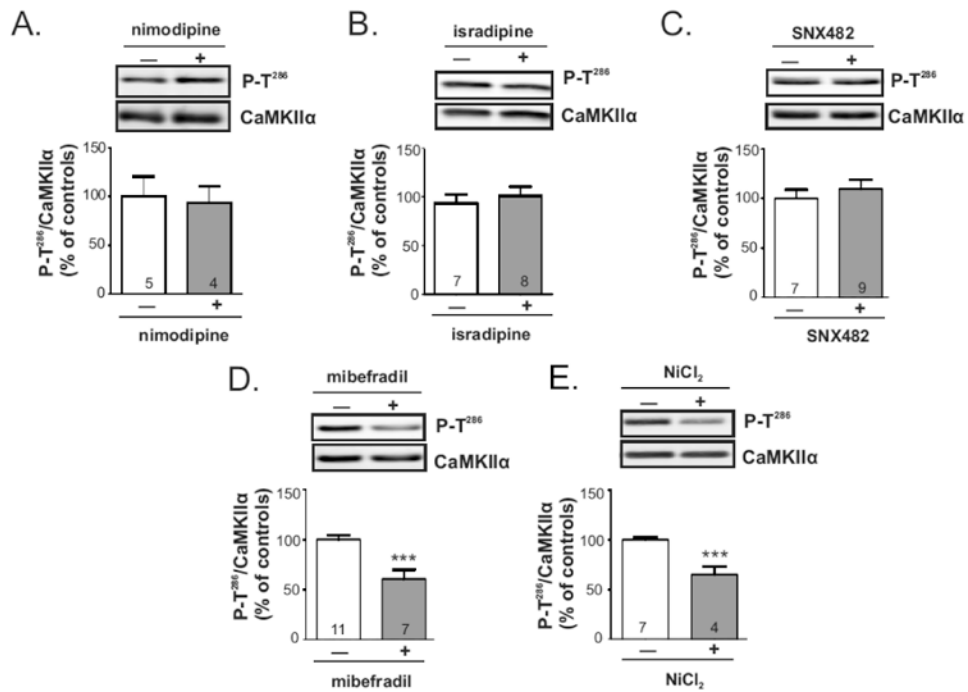 A.
nimodipine
— +
P-T²⁸⁶
CaMKIIα
P-T²⁸⁶/CaMKIIα
(% of controls)
150
100
50
0
5 4
— +
nimodipine
B.
isradipine
— +
P-T²⁸⁶
CaMKIIα
P-T²⁸⁶/CaMKIIα
(% of controls)
150
100
50
0
7 8
— +
isradipine
C.
SNX482
— +
P-T²⁸⁶
CaMKIIα
P-T²⁸⁶/CaMKIIα
(% of controls)
150
100
50
0
7 9
— +
SNX482
D.
mibefradil
— +
P-T²⁸⁶
CaMKIIα
P-T²⁸⁶/CaMKIIα
(% of controls)
150
100
50
0
***
11 7
— +
mibefradil
E.
NiCl₂
— +
P-T²⁸⁶
CaMKIIα
P-T²⁸⁶/CaMKIIα
(% of controls)
150
100
50
0
***
7 4
— +
NiCl₂